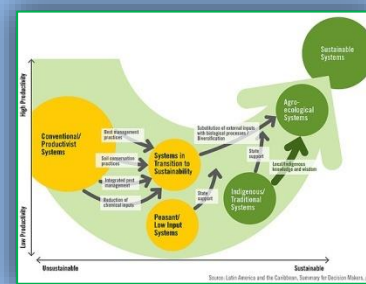 Sustainable
Systems
High Productivity
Agro-
ecological
Systems
Best management
practices
Substitution of external inputs
with biological processes /
Diversification
Conventional/
Productivist
Systems
Soil conservation
practices
Systems in
Transition to
Sustainability
State
support
Local/Indigenous
knowledge and wisdom
Integrated pest
management
Reduction of
chemical inputs
State
support
Indigenous/
Traditional
Systems
Peasant/
Low Input
Systems
Low Productivity
Unsustainable
Sustainable
Source: Latin America and the Caribbean, Summary for Decision Makers,